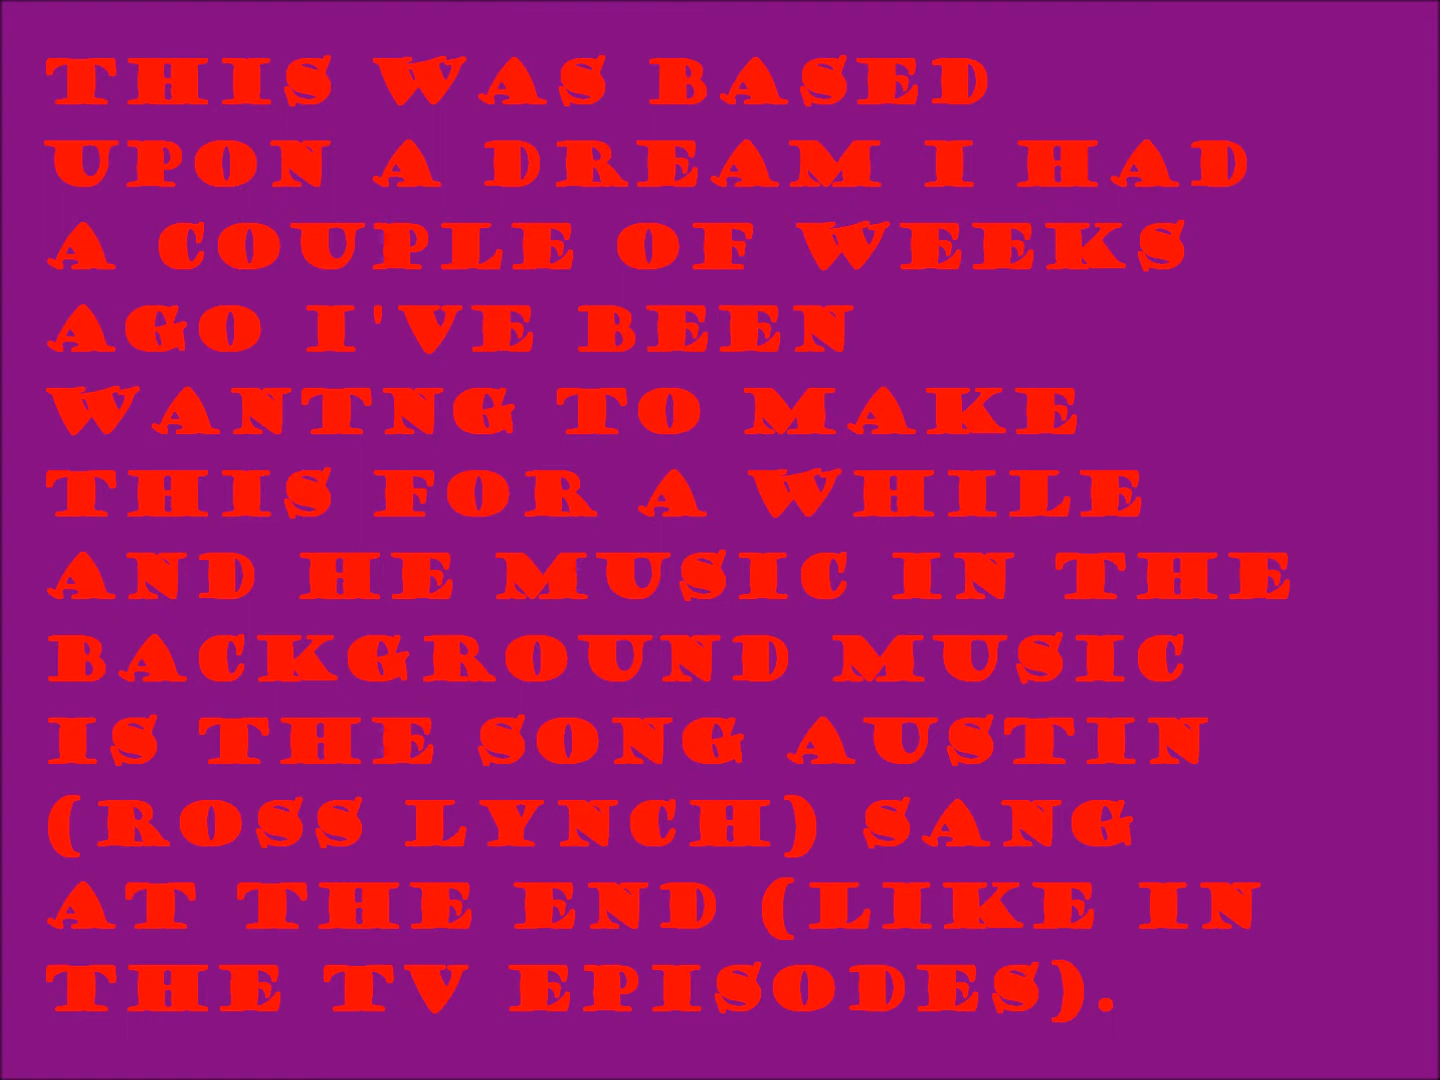 THIS WAS BASED
UPON A DREAM I HAD
A COUPLE OF WEEKS
AGO I'VE BEEN
WANTNG TO MAKE
THIS FOR A WHILE
AND HE MUSIC IN THE
BACKGROUND MUSIC
IS THE SONG AUSTIN
(ROSS LYNCH) SANG
AT THE END (LIKE IN
THE TV EPISODES).